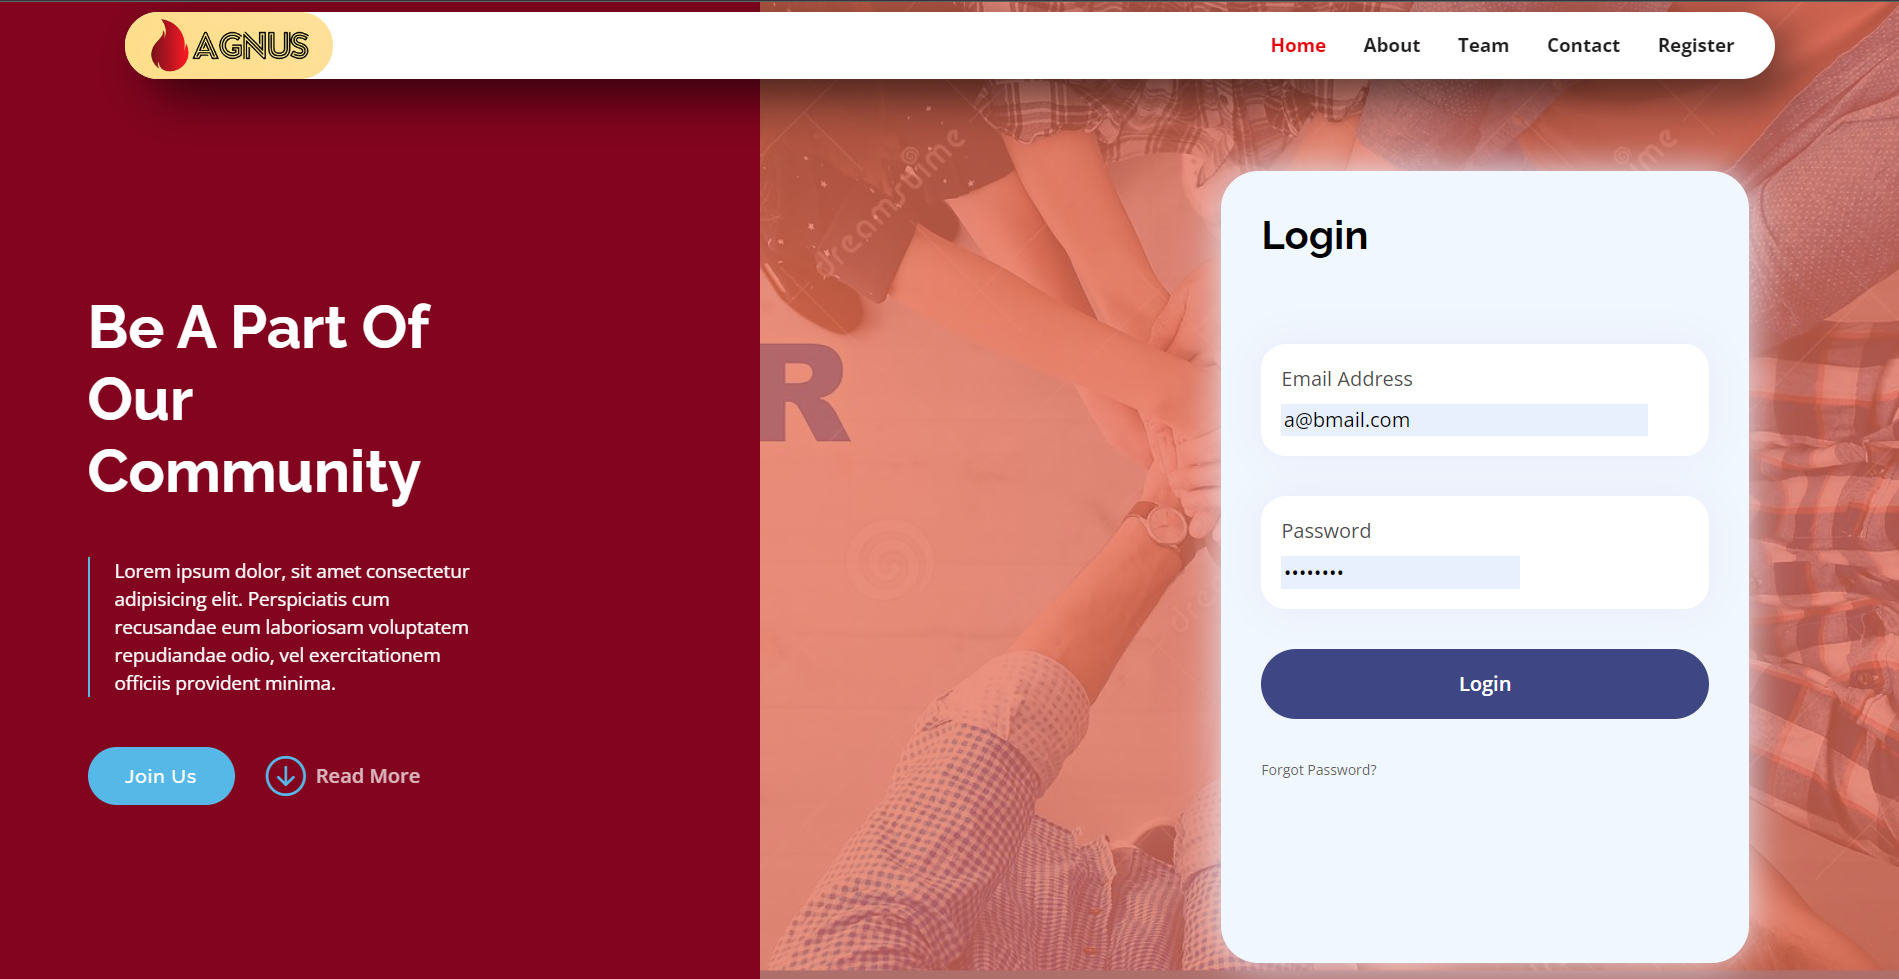 AGNUS
Home About Team Contact Register
dreamstime
dreamstime
Login
Be A Part Of
Our
Community
R
Email Address
a@bmail.com
Password
••••••••
Lorem ipsum dolor, sit amet consectetur
adipisicing elit. Perspiciatis cum
recusandae eum laboriosam voluptatem
repudiandae odio, vel exercitationem
officiis provident minima.
Login
Join Us
Read More
Forgot Password?